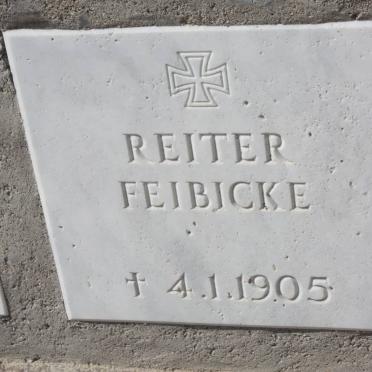 REITER
FEIBICKE
† 4.1.1905